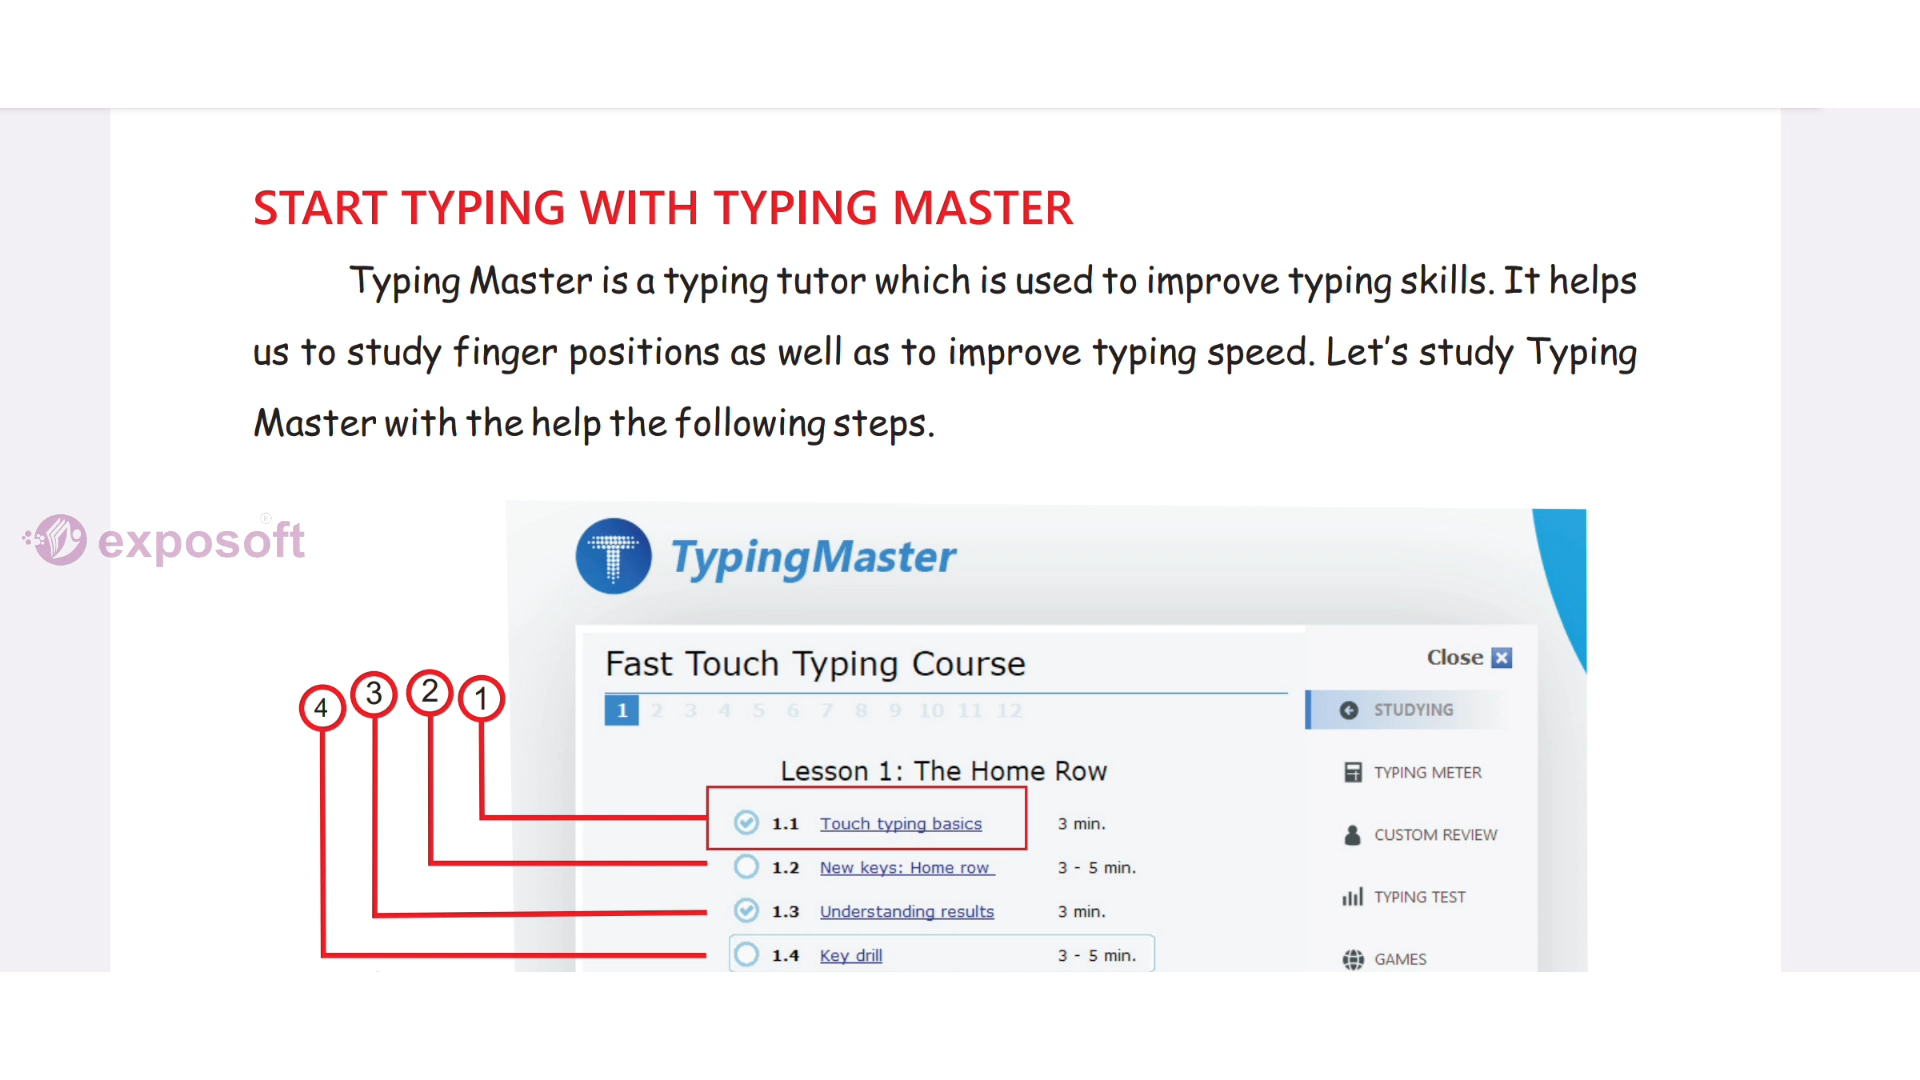 START TYPING WITH TYPING MASTER
Typing Master is a typing tutor which is used to improve typing skills. It helps
us to study finger positions as well as to improve typing speed. Let's study Typing
Master with the help the following steps.
exposoft®
TypingMaster
Fast Touch Typing Course
Close
1 2 3 4 5 6 7 8 9 10 11 12
STUDYING
4 3 2 1
Lesson 1: The Home Row
TYPING METER
1.1 Touch typing basics 3 min.
CUSTOM REVIEW
1.2 New keys: Home row 3 - 5 min.
TYPING TEST
1.3 Understanding results 3 min.
1.4 Key drill 3 - 5 min.
GAMES